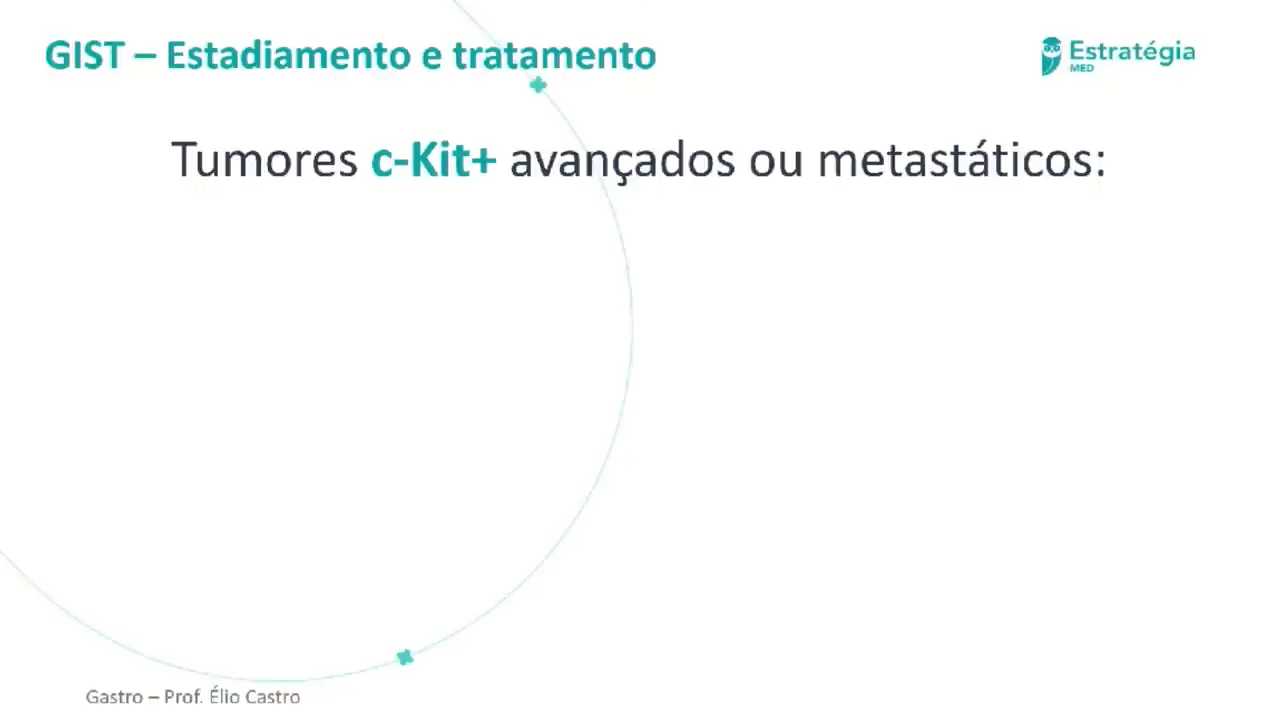 GIST – Estadiamento e tratamento
Estratégia
MED
Tumores c-Kit+ avançados ou metastáticos:
Gastro – Prof. Élio Castro